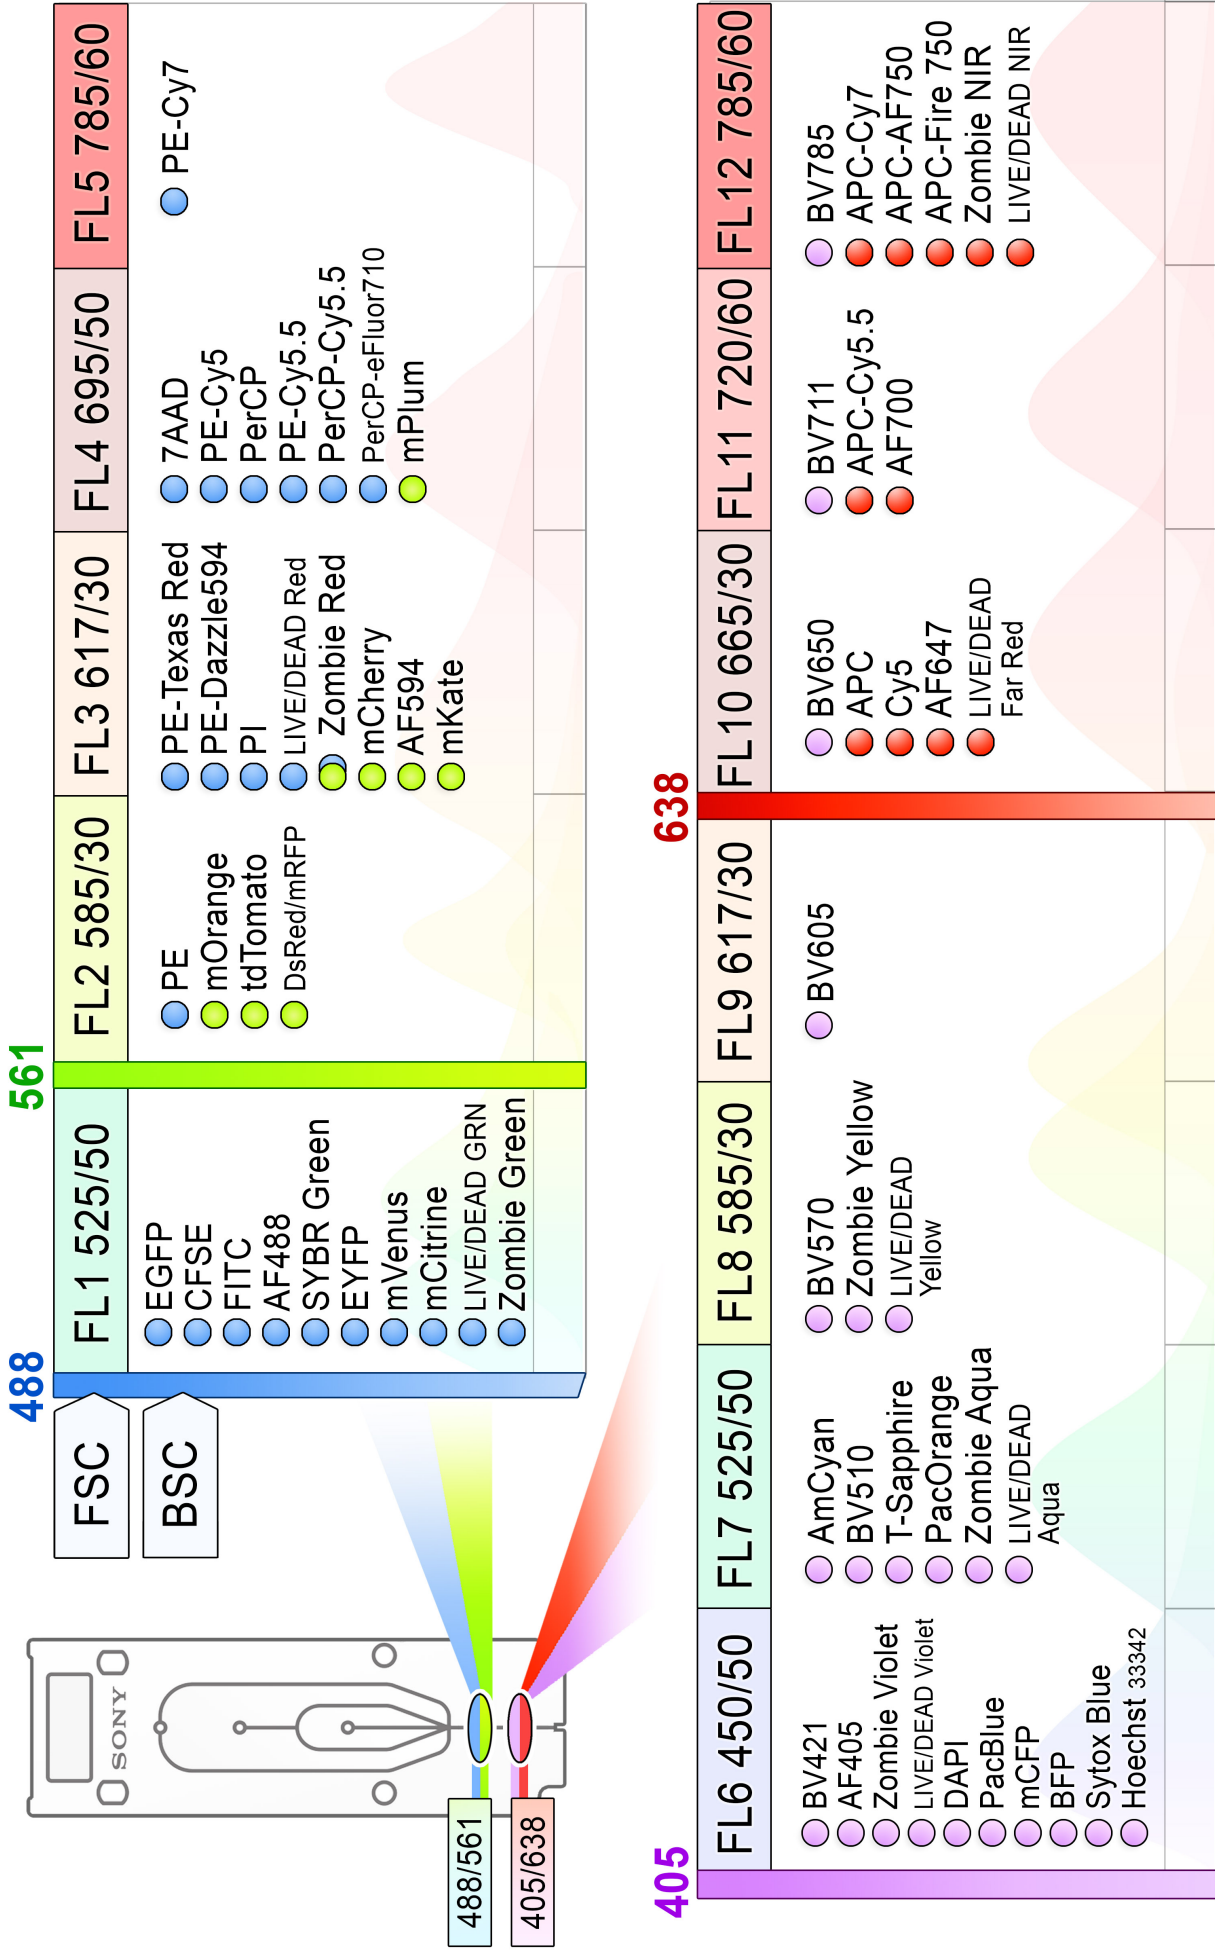 SONY
488/561
405/638
FSC
BSC
488
561
FL1 525/50
FL2 585/30
FL3 617/30
FL4 695/50
FL5 785/60
EGFP
CFSE
FITC
AF488
SYBR Green
EYFP
mVenus
mCitrine
LIVE/DEAD GRN
Zombie Green
PE
mOrange
tdTomato
DsRed/mRFP
PE-Texas Red
PE-Dazzle594
PI
LIVE/DEAD Red
Zombie Red
mCherry
AF594
mKate
7AAD
PE-Cy5
PerCP
PE-Cy5.5
PerCP-Cy5.5
PerCP-eFluor710
mPlum
PE-Cy7
405
638
FL6 450/50
FL7 525/50
FL8 585/30
FL9 617/30
FL10 665/30
FL11 720/60
FL12 785/60
BV421
AF405
Zombie Violet
LIVE/DEAD Violet
DAPI
PacBlue
mCFP
BFP
Sytox Blue
Hoechst 33342
AmCyan
BV510
T-Sapphire
PacOrange
Zombie Aqua
LIVE/DEAD
Aqua
BV570
Zombie Yellow
LIVE/DEAD
Yellow
BV605
BV650
APC
Cy5
AF647
LIVE/DEAD
Far Red
BV711
APC-Cy5.5
AF700
BV785
APC-Cy7
APC-AF750
APC-Fire 750
Zombie NIR
LIVE/DEAD NIR